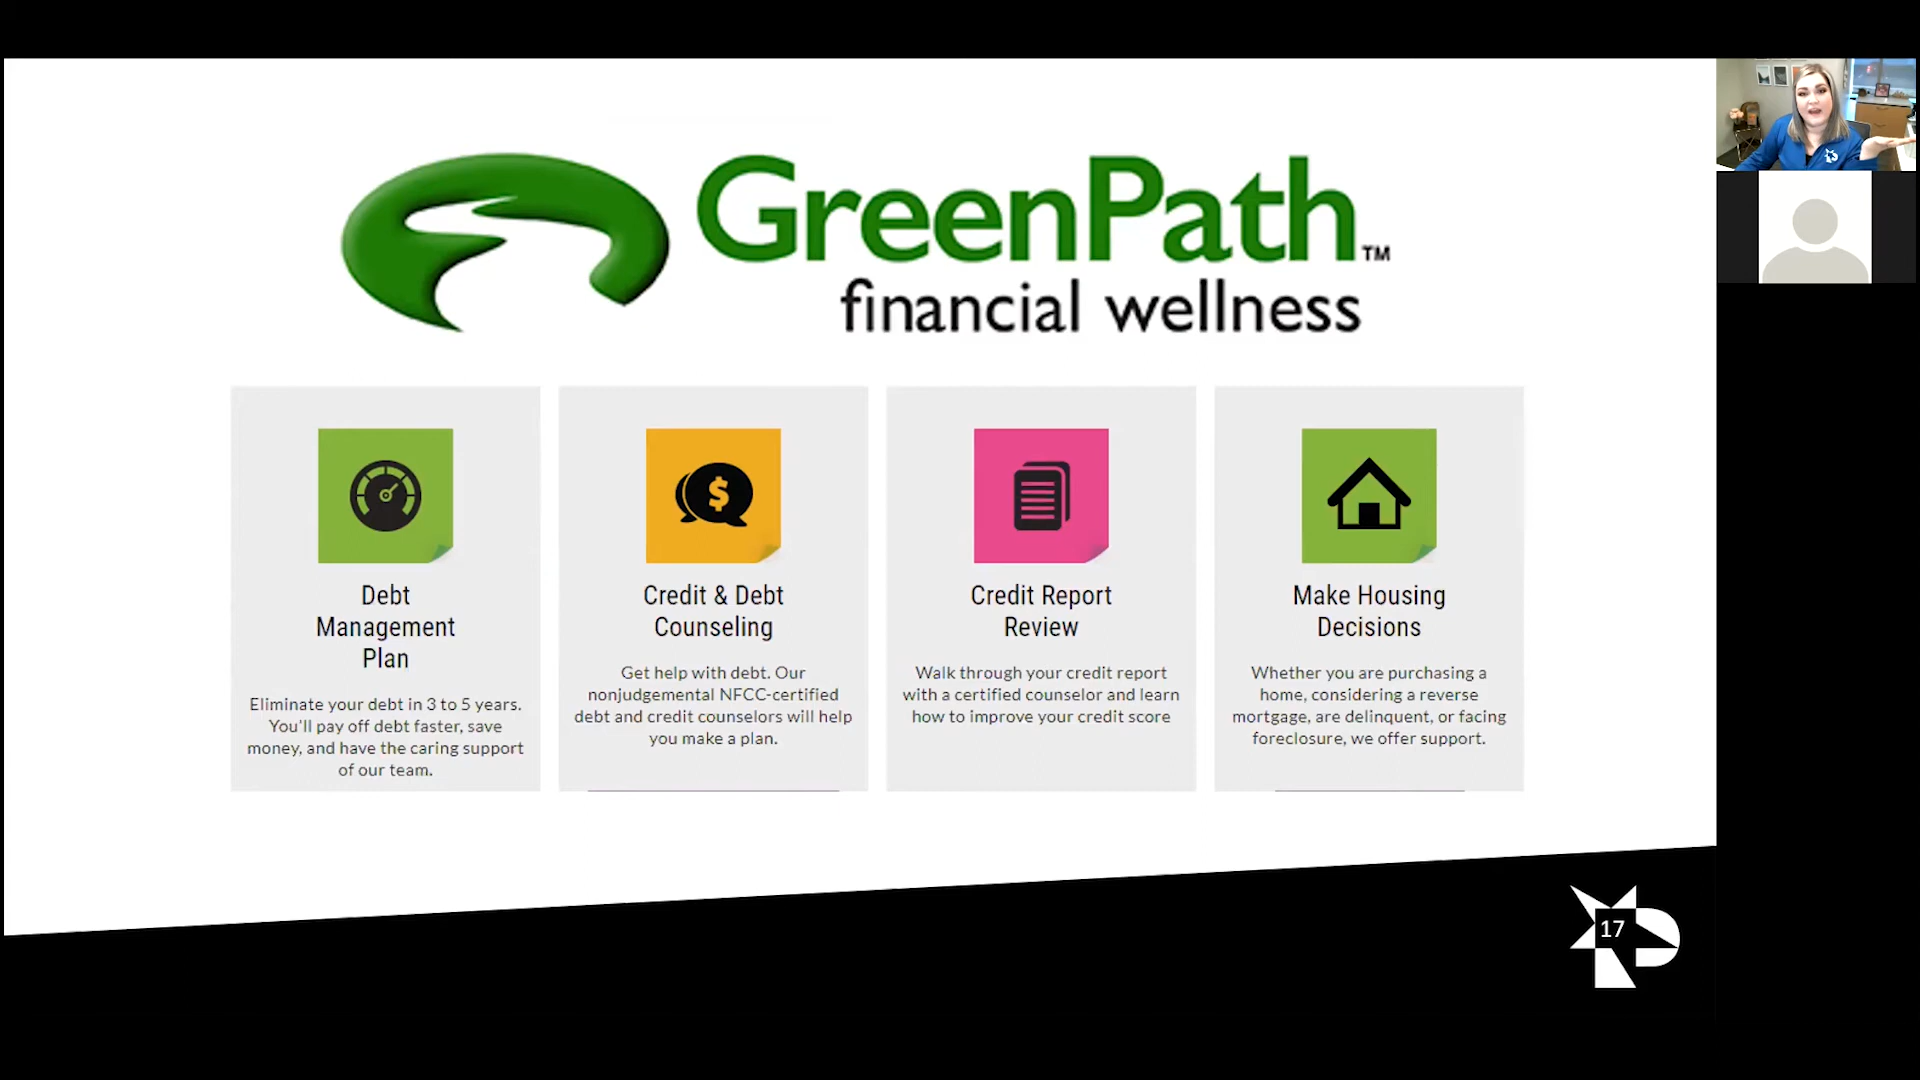 GreenPath™
financial wellness
$
Debt
Management
Plan
Eliminate your debt in 3 to 5 years.
You'll pay off debt faster, save
money, and have the caring support
of our team.
Credit & Debt
Counseling
Get help with debt. Our
nonjudgemental NFCC-certified
debt and credit counselors will help
you make a plan.
Credit Report
Review
Walk through your credit report
with a certified counselor and learn
how to improve your credit score
Make Housing
Decisions
Whether you are purchasing a
home, considering a reverse
mortgage, are delinquent, or facing
foreclosure, we offer support.
17